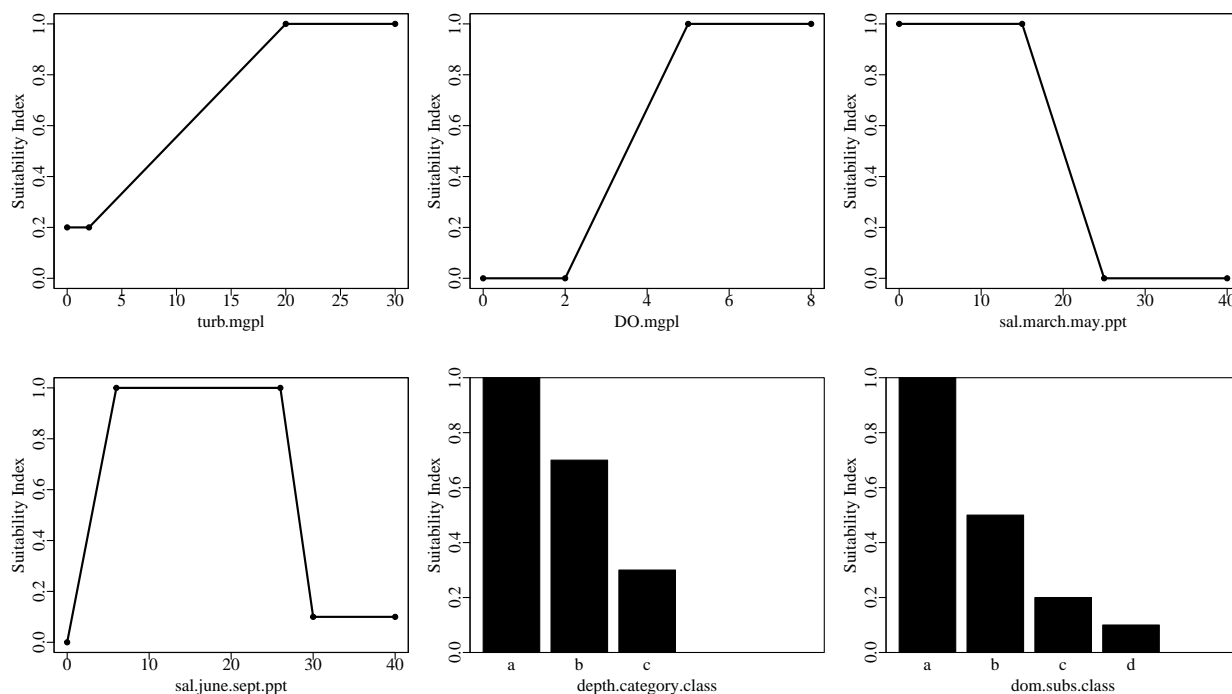 Suitability Index
0.0 0.2 0.4 0.6 0.8 1.0
0 5 10 15 20 25 30
turb.mgpl
Suitability Index
0.0 0.2 0.4 0.6 0.8 1.0
0 2 4 6 8
DO.mgpl
Suitability Index
0.0 0.2 0.4 0.6 0.8 1.0
0 10 20 30 40
sal.march.may.ppt
Suitability Index
0.0 0.2 0.4 0.6 0.8 1.0
0 10 20 30 40
sal.june.sept.ppt
Suitability Index
0.0 0.2 0.4 0.6 0.8 1.0
a b c
depth.category.class
Suitability Index
0.0 0.2 0.4 0.6 0.8 1.0
a b c d
dom.subs.class